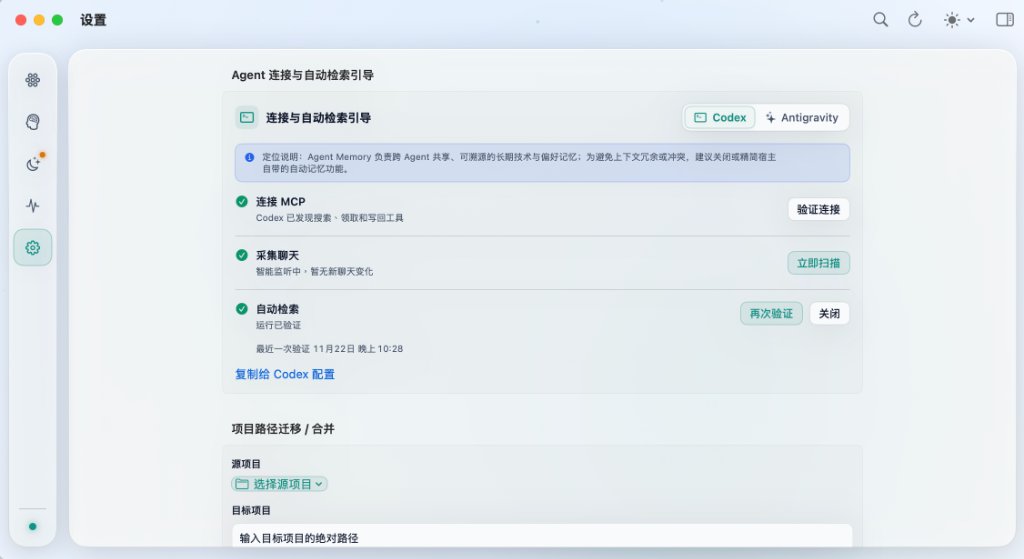 设置
Agent 连接与自动检索引导
连接与自动检索引导
Codex
Antigravity
定位说明：Agent Memory 负责跨 Agent 共享、可溯源的长期技术与偏好记忆；为避免上下文冗余或冲突，建议关闭或精简宿主
自带的自动记忆功能。
连接 MCP
Codex 已发现搜索、领取和写回工具
验证连接
采集聊天
智能监听中，暂无新聊天变化
立即扫描
自动检索
运行已验证
再次验证
关闭
最近一次验证 11月22日 晚上 10:28
复制给 Codex 配置
项目路径迁移 / 合并
源项目
选择源项目
目标项目
输入目标项目的绝对路径